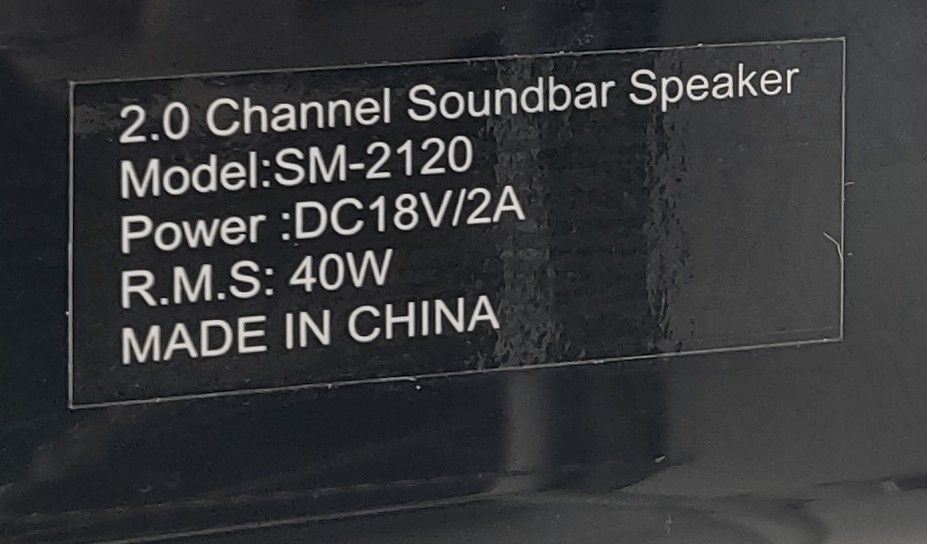 2.0 Channel Soundbar Speaker
Model:SM-2120
Power :DC18V/2A
R.M.S: 40W
MADE IN CHINA